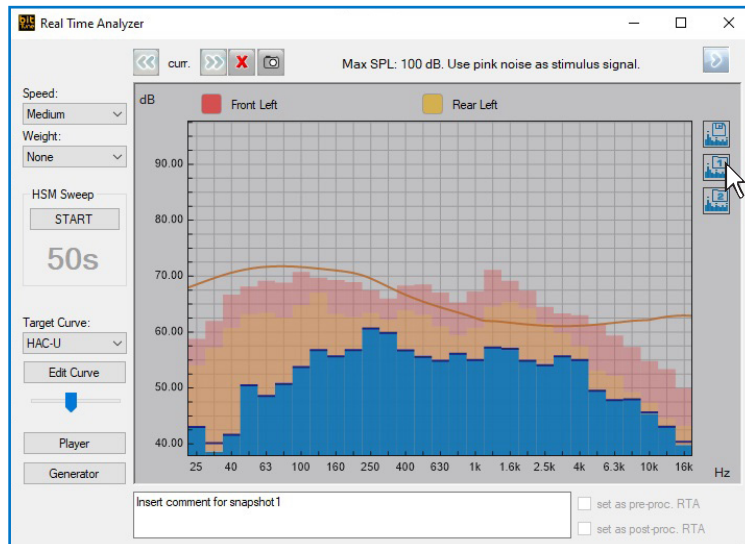 bit
Tune
Real Time Analyzer
curr.
X
Max SPL: 100 dB. Use pink noise as stimulus signal.
Speed:
Medium
Weight:
None
HSM Sweep
START
50s
Target Curve:
HAC-U
Edit Curve
Player
Generator
dB
Front Left
Rear Left
90.00
80.00
70.00
60.00
50.00
40.00
25 40 63 100 160 250 400 630 1k 1.6k 2.5k 4k 6.3k 10k 16k
Hz
1
2
Insert comment for snapshot1
set as pre-proc. RTA
set as post-proc. RTA